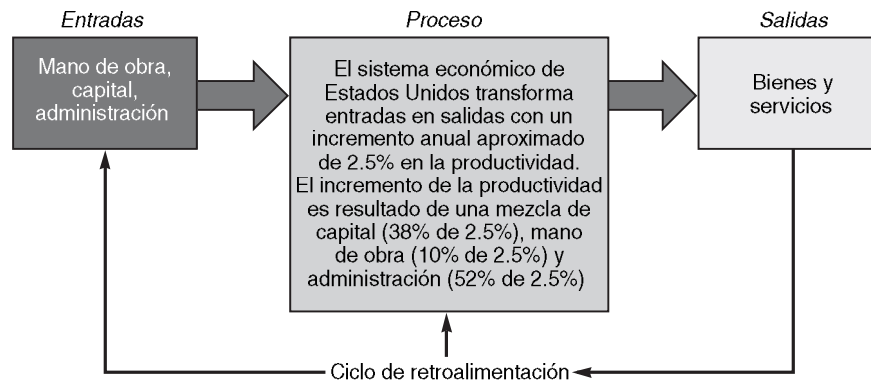 Entradas
Proceso
Salidas
Mano de obra,
capital,
administración
El sistema económico de
Estados Unidos transforma
entradas en salidas con un
incremento anual aproximado
de 2.5% en la productividad.
El incremento de la productividad
es resultado de una mezcla de
capital (38% de 2.5%), mano
de obra (10% de 2.5%) y
administración (52% de 2.5%)
Bienes y
servicios
Ciclo de retroalimentación